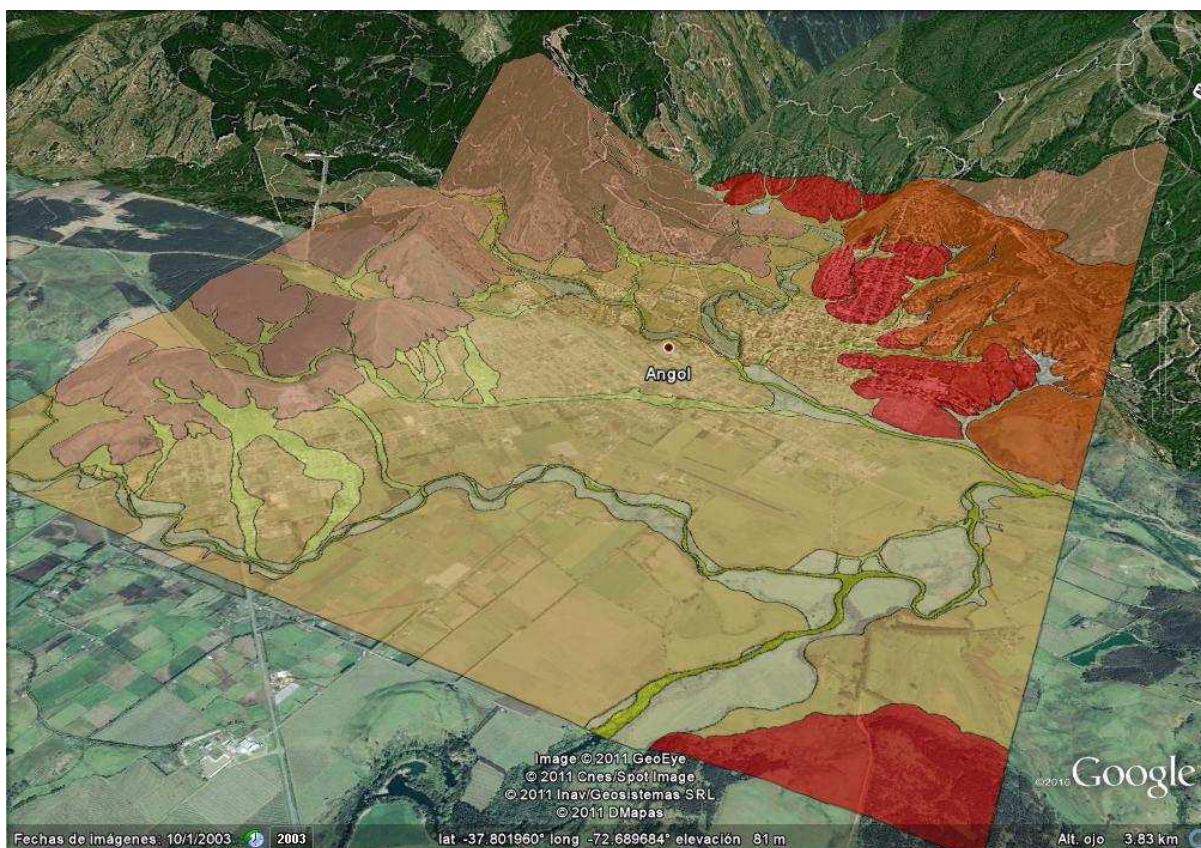 Angol
Image © 2011 GeoEye
© 2011 Cnes/Spot Image
© 2011 Inav/Geosistemas SRL
© 2011 DMapas
©2010 Google
Fechas de imágenes: 10/1/2003 2003 lat -37.801960° long -72.689684° elevación 81 m Alt. ojo 3.83 km